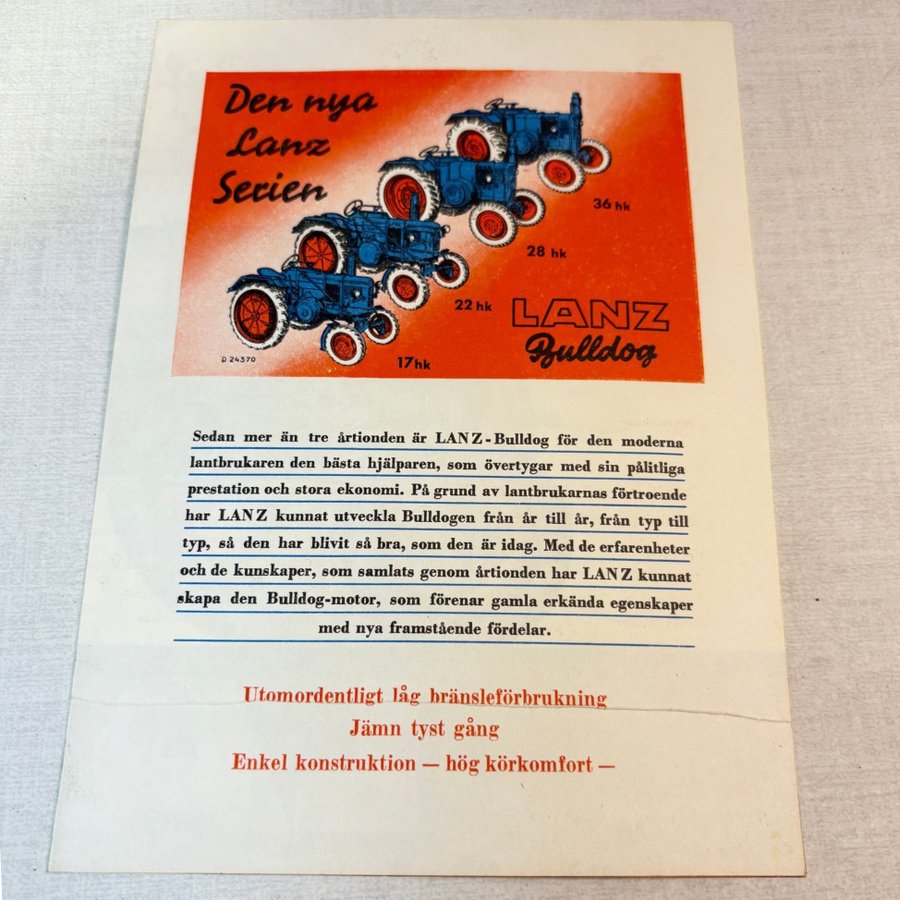 Den nya
Lanz
Serien
36 hk
28 hk
22 hk
17 hk
LANZ
Bulldog
D 24370
Sedan mer än tre årtionden är LANZ-Bulldog för den moderna
lantbrukaren den bästa hjälparen, som övertygar med sin pålitliga
prestation och stora ekonomi. På grund av lantbrukarnas förtroende
har LANZ kunnat utveckla Bulldogen från år till år, från typ till
typ, så den har blivit så bra, som den är idag. Med de erfarenheter
och de kunskaper, som samlats genom årtionden har LANZ kunnat
skapa den Bulldog-motor, som förenar gamla erkända egenskaper
med nya framstående fördelar.
Utomordentligt låg bränsleförbrukning
Jämn tyst gång
Enkel konstruktion — hög körkomfort —